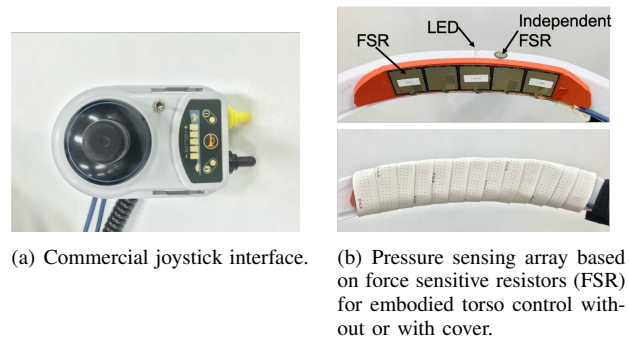 FSR
LED
Independent
FSR
(a) Commercial joystick interface.
(b) Pressure sensing array based
on force sensitive resistors (FSR)
for embodied torso control with-
out or with cover.